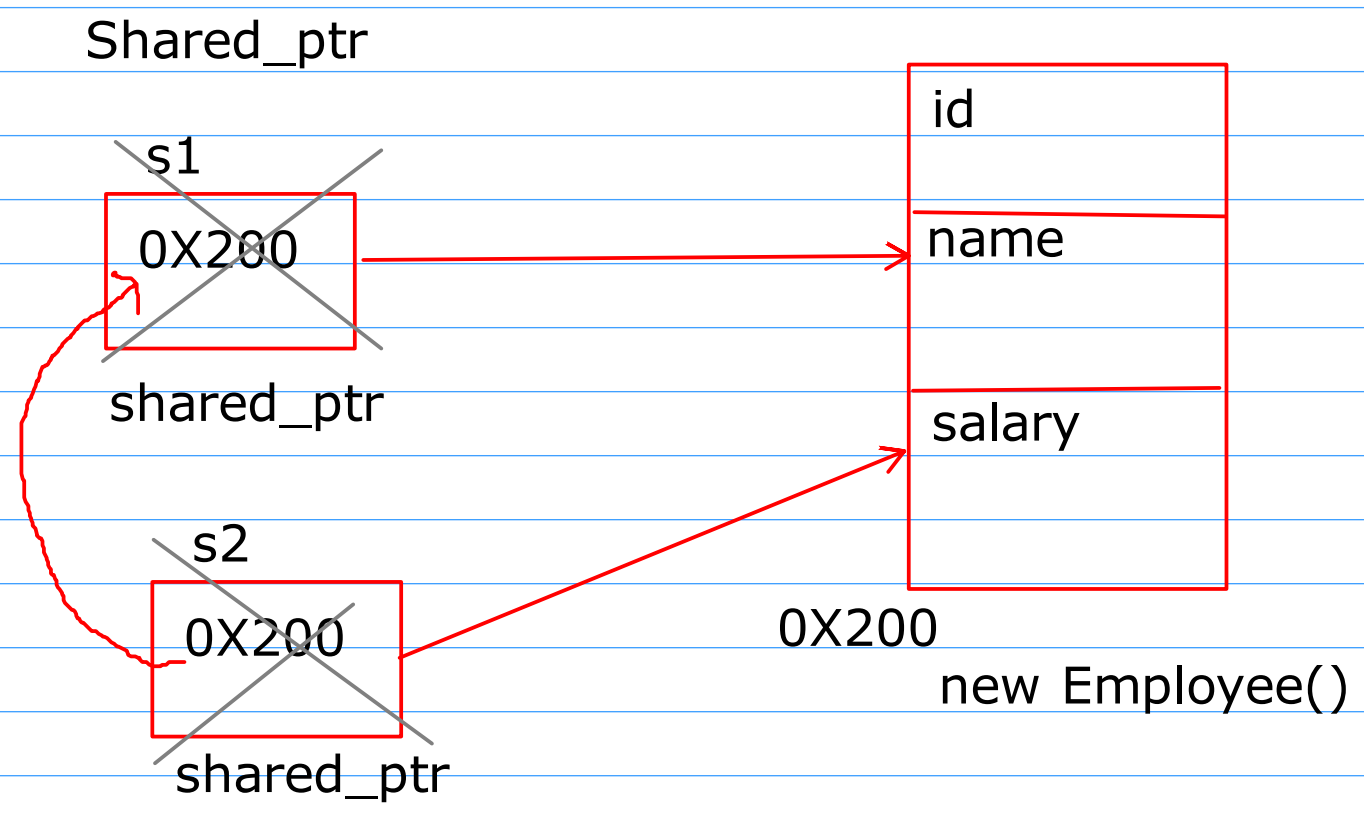 Shared_ptr
id
s1
0X200
name
shared_ptr
salary
s2
0X200
0X200
new Employee()
shared_ptr